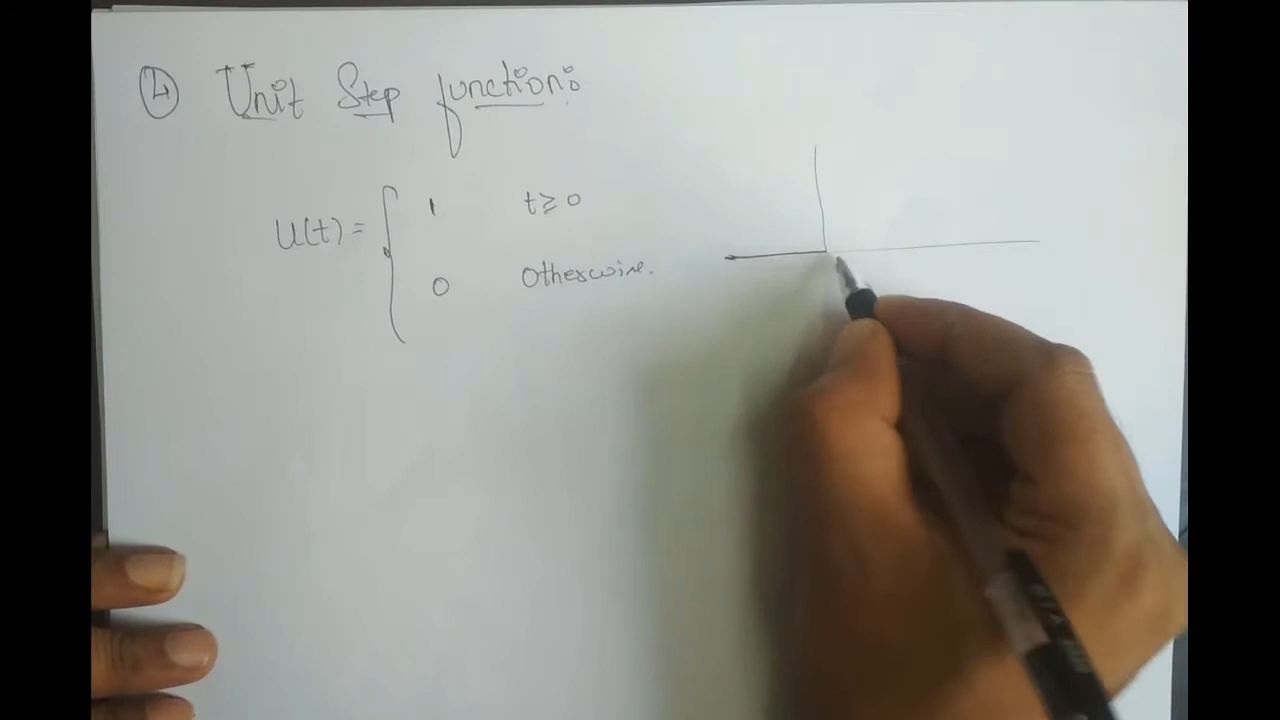 4 Unit Step function:
U(t) = { 1 t ≥ 0
0 Otherwise.